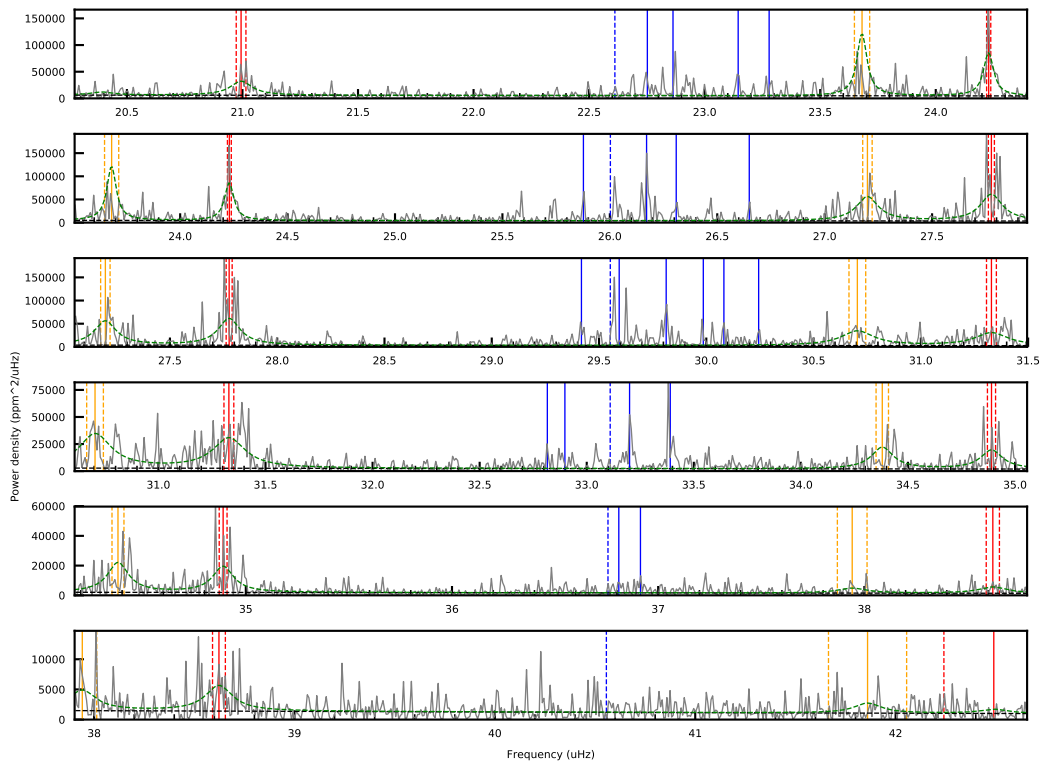 150000
100000
50000
0
20.5 21.0 21.5 22.0 22.5 23.0 23.5 24.0
150000
100000
50000
0
24.0 24.5 25.0 25.5 26.0 26.5 27.0 27.5
150000
100000
50000
0
27.5 28.0 28.5 29.0 29.5 30.0 30.5 31.0 31.5
Power density (ppm^2/uHz)
75000
50000
25000
0
31.0 31.5 32.0 32.5 33.0 33.5 34.0 34.5 35.0
60000
40000
20000
0
35 36 37 38
10000
5000
0
38 39 40 41 42
Frequency (uHz)